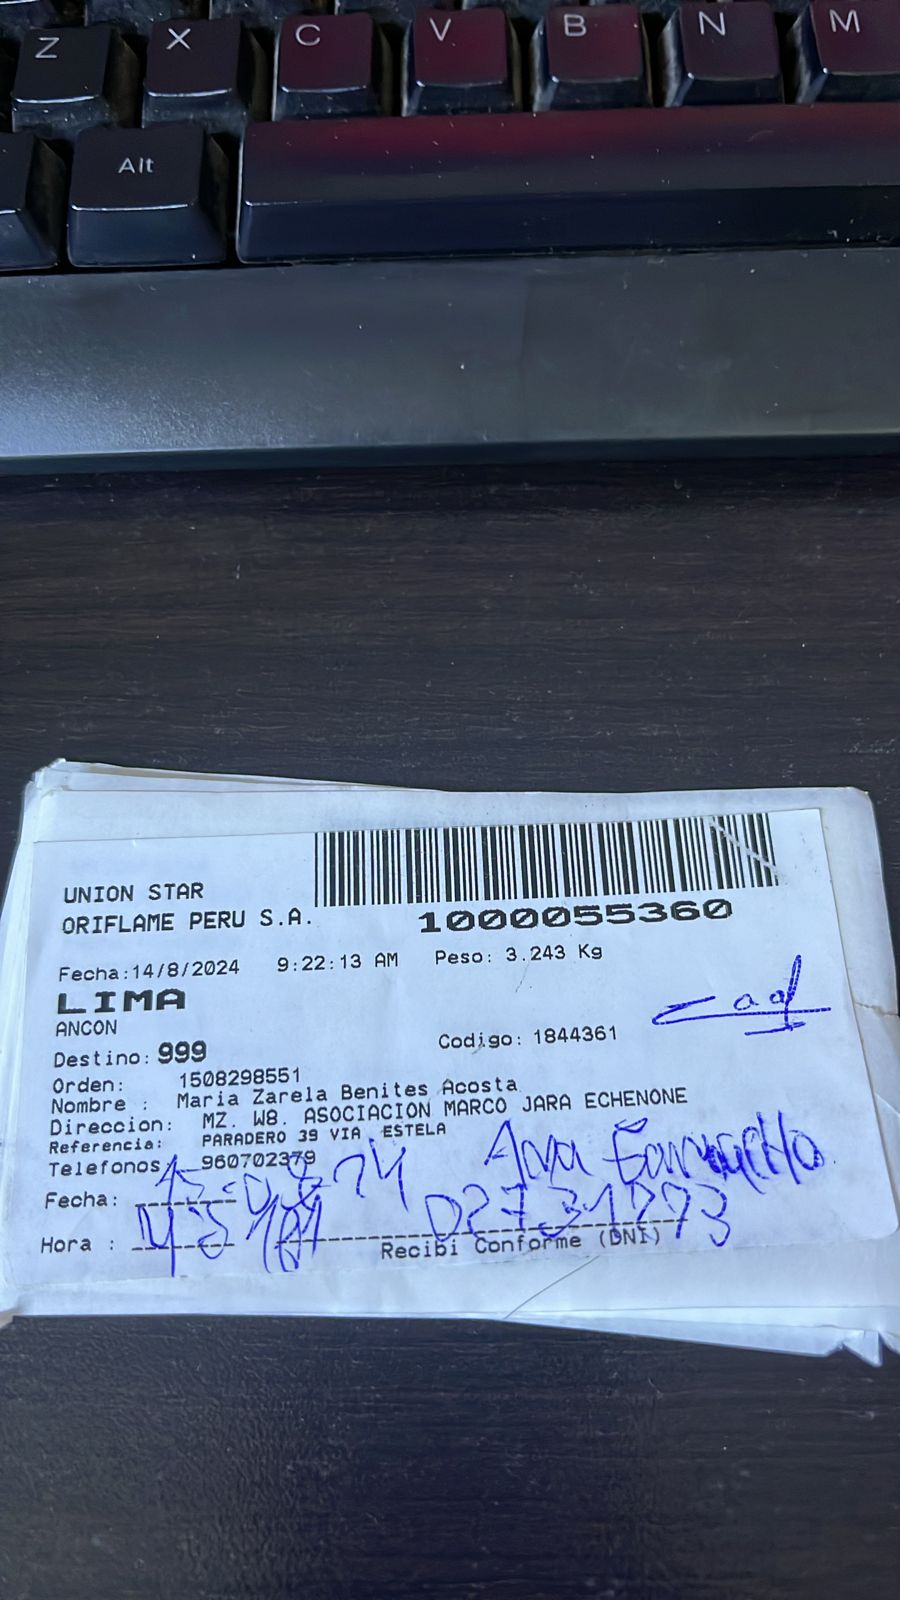 Z X C V B N M
Alt
UNION STAR
ORIFLAME PERU S.A.
1000055360
Fecha:14/8/2024 9:22:13 AM Peso: 3.243 Kg
LIMA
ANCON
Destino: 999 Codigo: 1844361
Orden: 1508298551
Nombre : Maria Zarela Benites Acosta
Direccion: MZ. W8. ASOCIACION MARCO JARA ECHENONE
Referencia: PARADERO 39 VIA ESTELA
Telefonos 960702379
Ana
Fecha:
Hora :
Recibi Conforme (DNI)